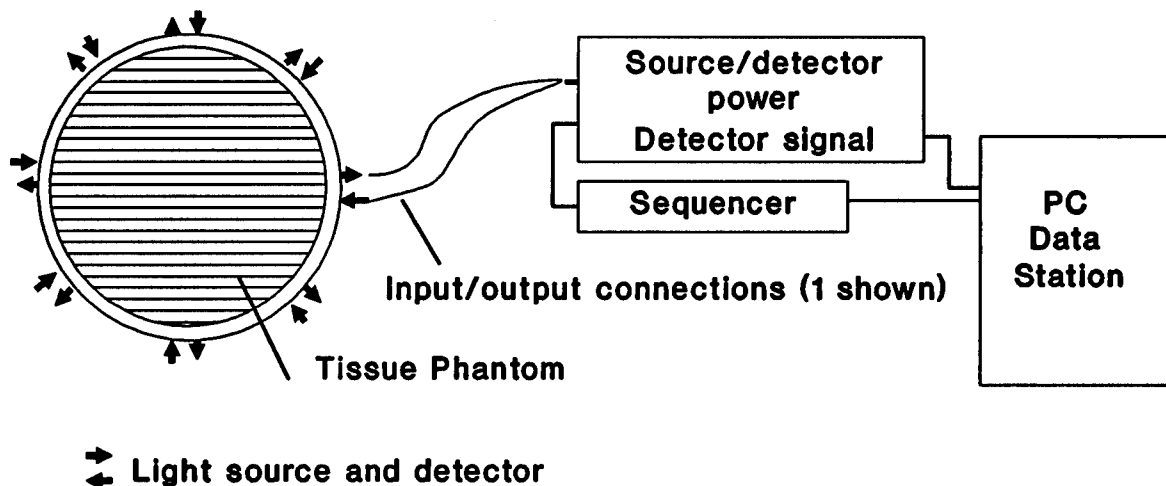 Source/detector
power
Detector signal
Sequencer
PC
Data
Station
Input/output connections (1 shown)
Tissue Phantom
Light source and detector